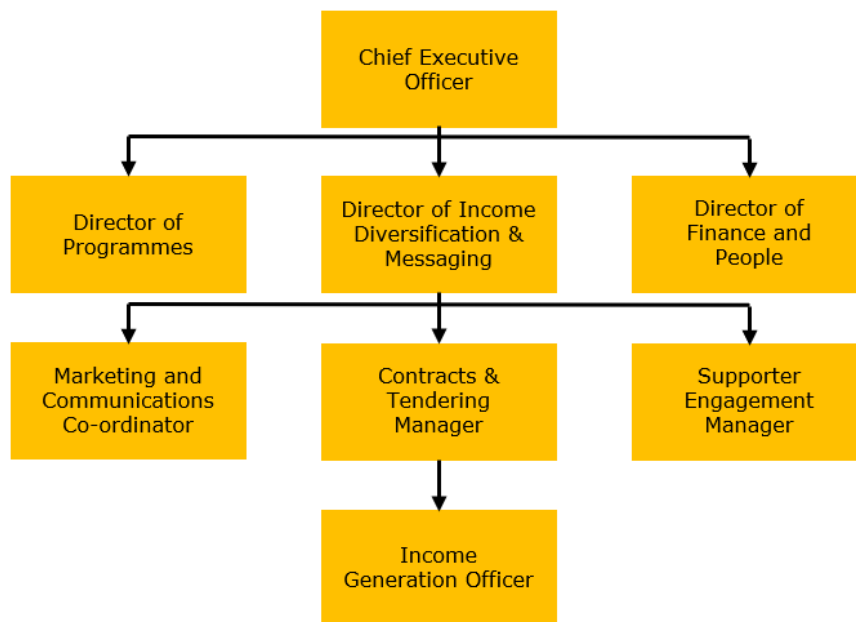 Chief Executive
Officer
Director of
Programmes
Director of Income
Diversification &
Messaging
Director of
Finance and
People
Marketing and
Communications
Co-ordinator
Contracts &
Tendering
Manager
Supporter
Engagement
Manager
Income
Generation Officer